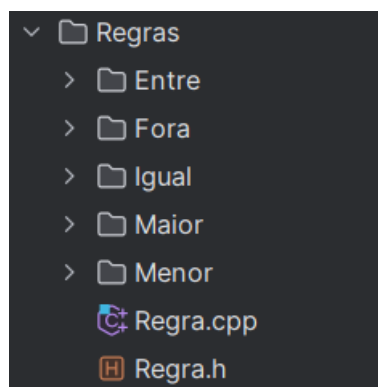 Regras
Entre
Fora
Igual
Maior
Menor
Regra.cpp
Regra.h